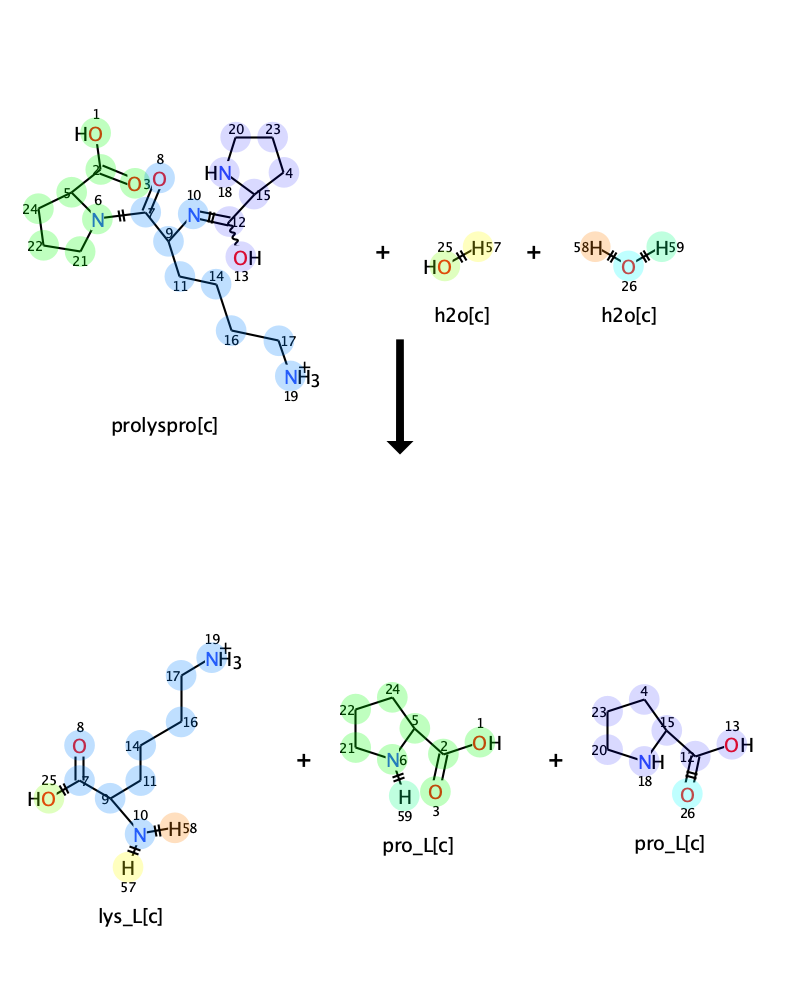 1
HO
20
23
8
2
O
3
O
HN
4
18
15
5
10
6
24
N
7
N
12
N
9
OH
13
22
21
11
14
16
17
NH3
+
19
prolyspro[c]
+
25
HO
H57
h2o[c]
+
58H
H59
O
26
h2o[c]
19
NH3
+
17
16
8
O
14
25
HO
7
11
9
10
N
H58
H
57
lys_L[c]
+
24
22
5
1
OH
21
2
N
6
H
59
O
3
pro_L[c]
+
4
23
15
13
OH
20
12
NH
18
O
26
pro_L[c]